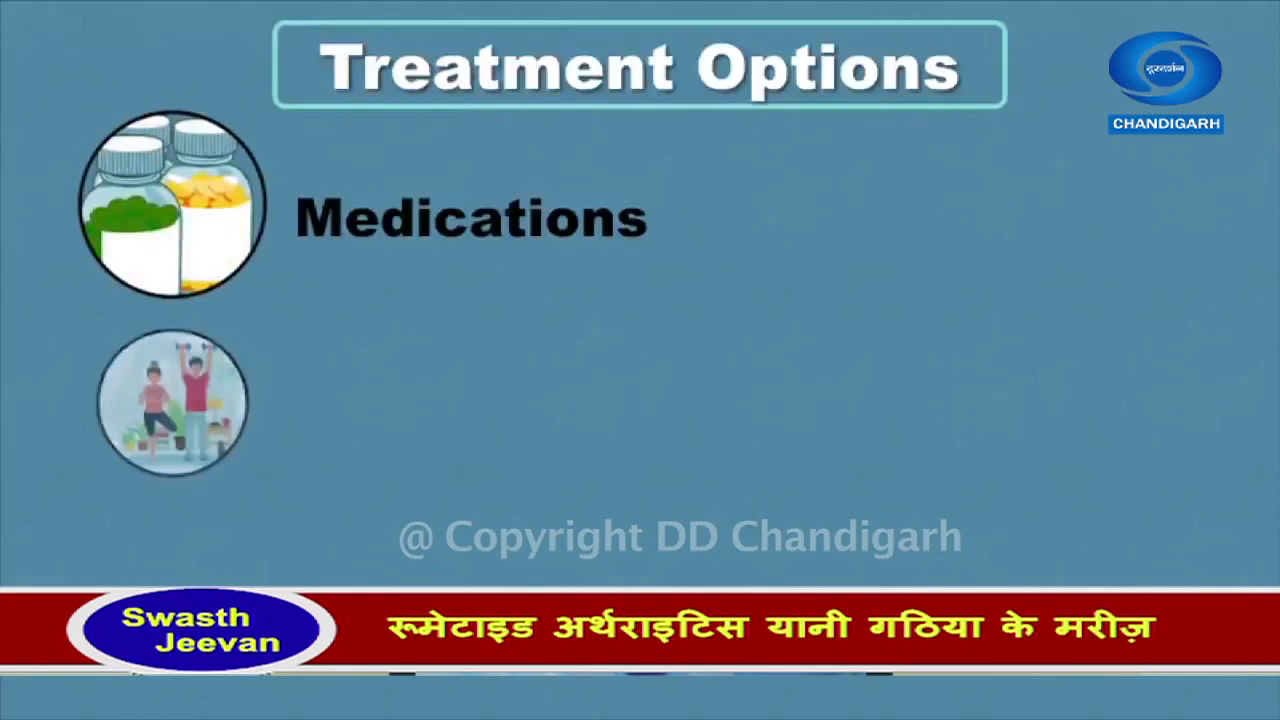 Treatment Options
दूरदर्शन
CHANDIGARH
Medications
@ Copyright DD Chandigarh
Swasth
Jeevan
रूमेटाइड अर्थराइटिस यानी गठिया के मरीज़